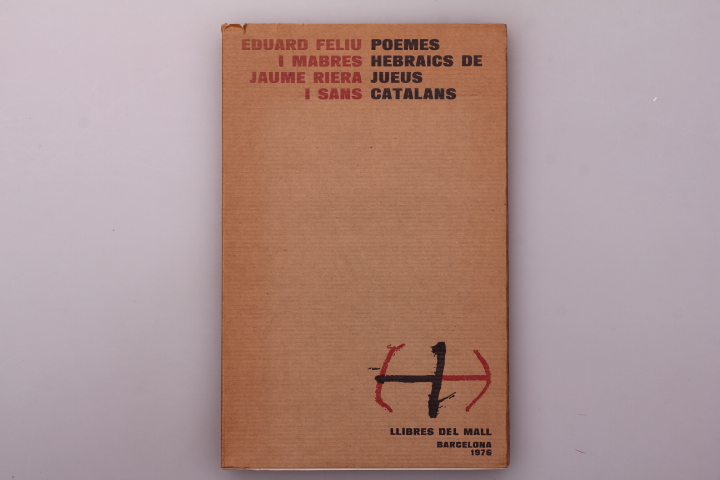 EDUARD FELIU POEMES
I MABRES HEBRAICS DE
JAUME RIERA JUEUS
I SANS CATALANS
LLIBRES DEL MALL
BARCELONA
1976